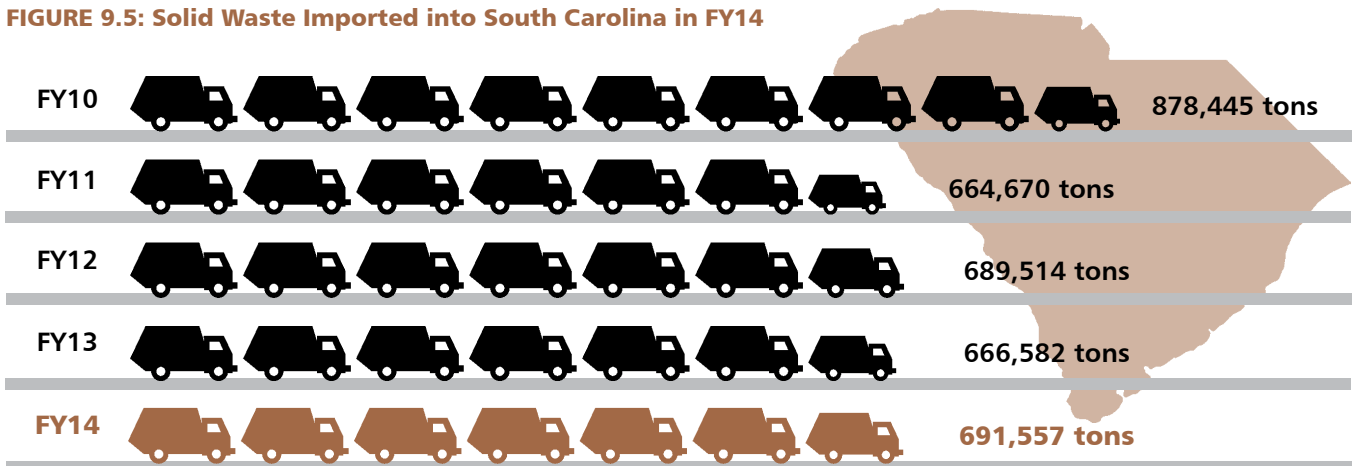 FIGURE 9.5: Solid Waste Imported into South Carolina in FY14
FY10 878,445 tons
FY11 664,670 tons
FY12 689,514 tons
FY13 666,582 tons
FY14 691,557 tons